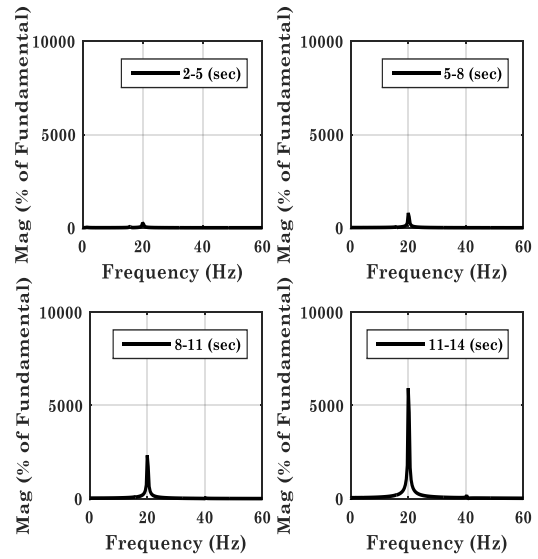 10000
5000
0
0 20 40 60
Mag (% of Fundamental)
Frequency (Hz)
2-5 (sec)
10000
5000
0
0 20 40 60
Mag (% of Fundamental)
Frequency (Hz)
5-8 (sec)
10000
5000
0
0 20 40 60
Mag (% of Fundamental)
Frequency (Hz)
8-11 (sec)
10000
5000
0
0 20 40 60
Mag (% of Fundamental)
Frequency (Hz)
11-14 (sec)